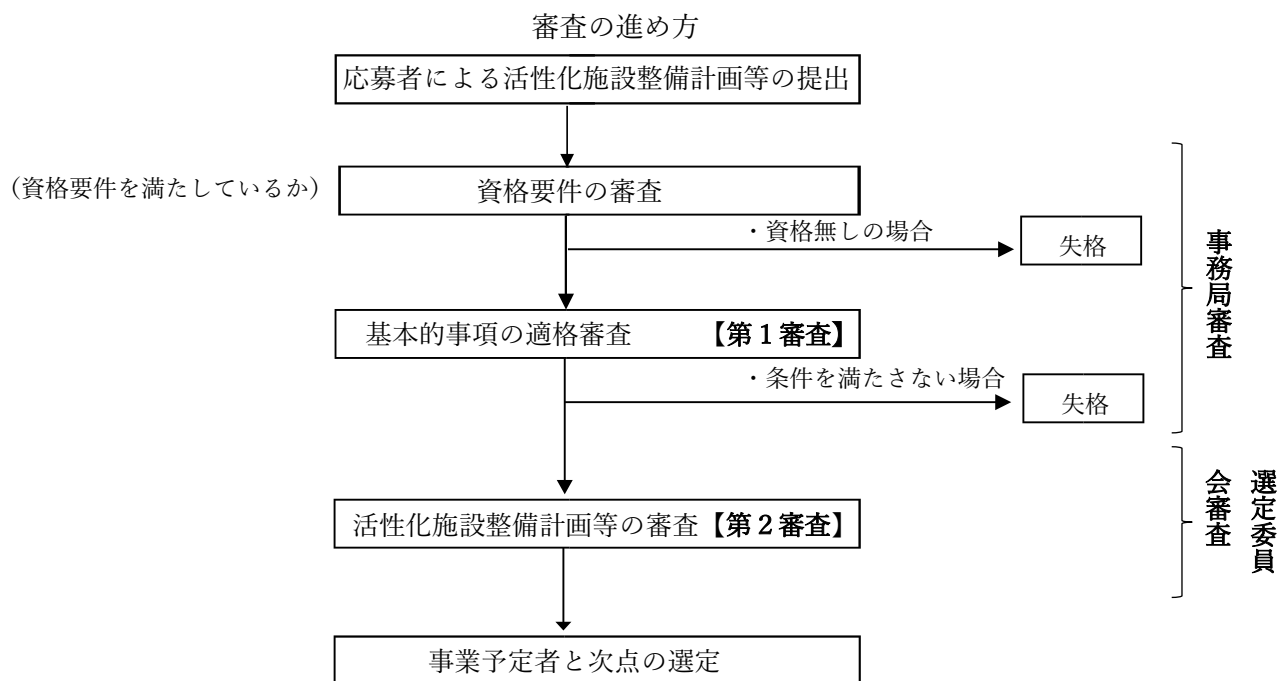 審査の進め方
応募者による活性化施設整備計画等の提出
（資格要件を満たしているか）
資格要件の審査
・資格無しの場合
失格
基本的事項の適格審査　【第１審査】
・条件を満たさない場合
失格
事務局審査
活性化施設整備計画等の審査【第２審査】
選定委員
会審査
事業予定者と次点の選定